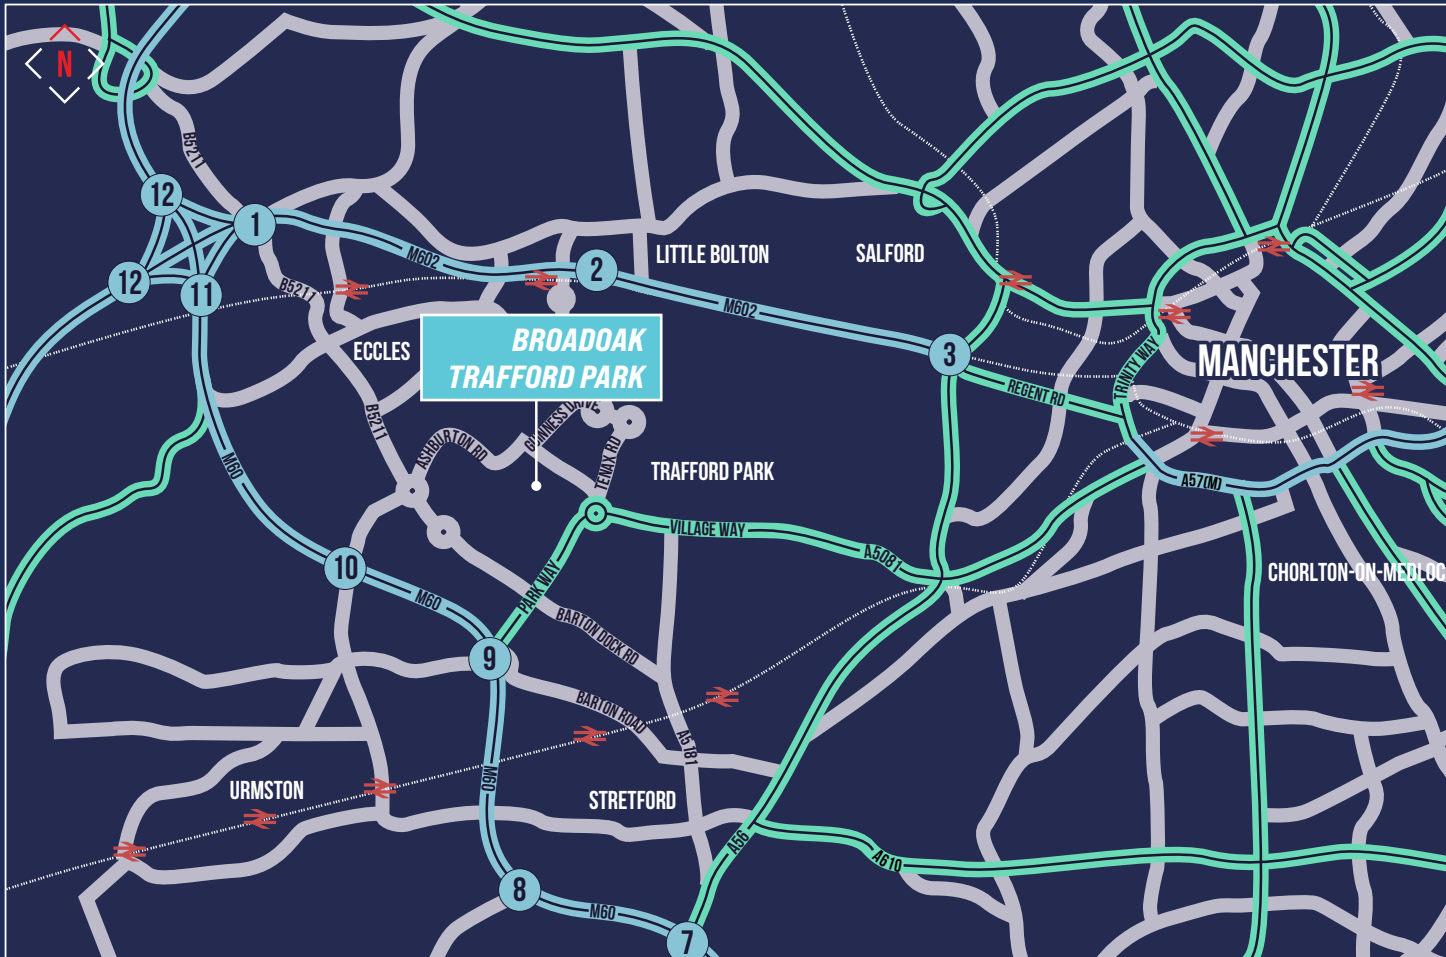 N
B5211
12
1
12
11
M602
2
LITTLE BOLTON
SALFORD
B5211
M602
BROADOAK
TRAFFORD PARK
ECCLES
3
REGENT RD
TRINITY WAY
MANCHESTER
B5211
ASHBURTON RD
GUINNESS DRIVE
TENAX RD
M60
TRAFFORD PARK
A57(M)
VILLAGE WAY
A5081
10
M60
PARK WAY
CHORLTON-ON-MEDLOC
BARTON DOCK RD
9
BARTON ROAD
A5181
M60
URMSTON
STRETFORD
A56
A610
8
M60
7